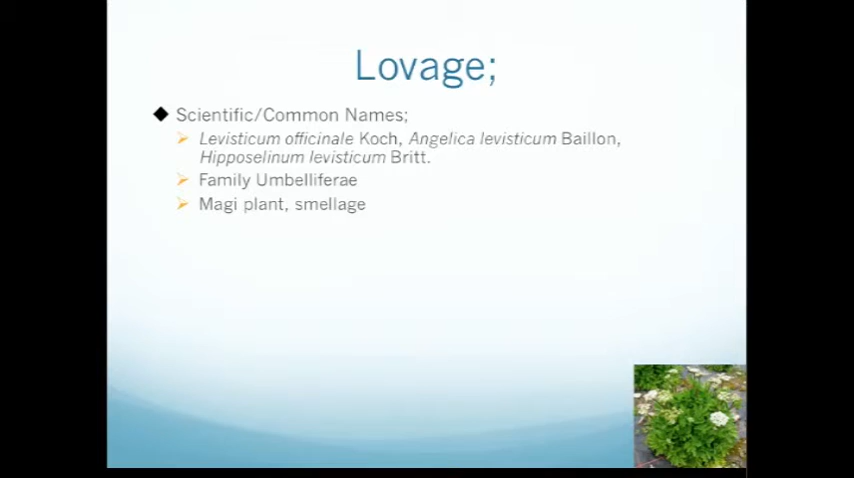 Lovage;
Scientific/Common Names;
Levisticum officinale Koch, Angelica levisticum Baillon,
Hipposelinum levisticum Britt.
Family Umbelliferae
Magi plant, smellage